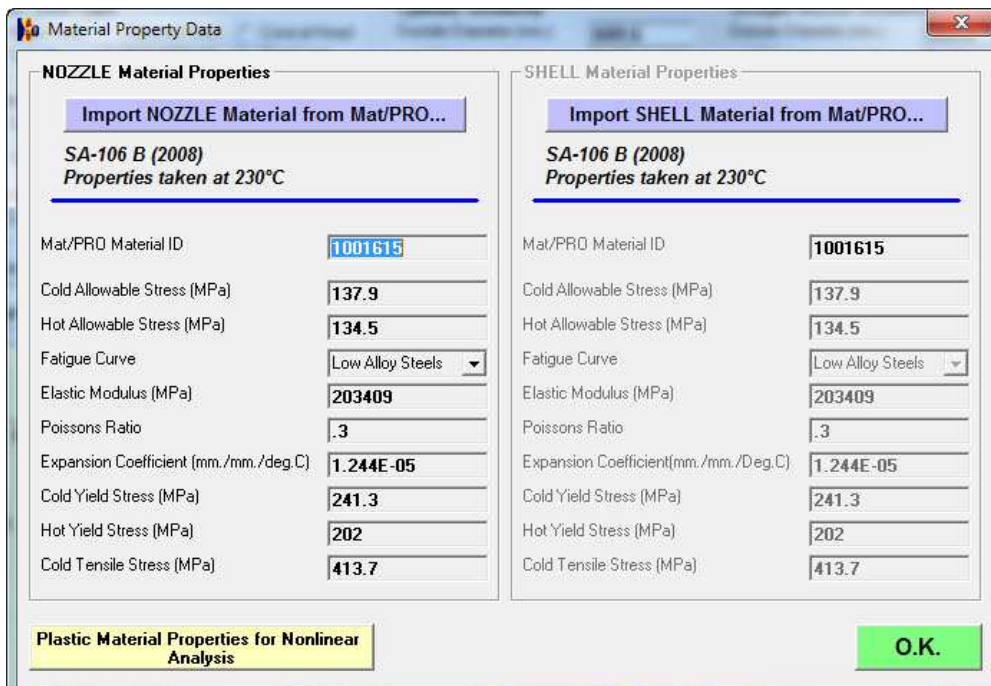 Material Property Data
NOZZLE Material Properties
Import NOZZLE Material from Mat/PRO...
SA-106 B (2008)
Properties taken at 230°C
Mat/PRO Material ID 1001615
Cold Allowable Stress (MPa) 137.9
Hot Allowable Stress (MPa) 134.5
Fatigue Curve Low Alloy Steels
Elastic Modulus (MPa) 203409
Poissons Ratio .3
Expansion Coefficient (mm./mm./deg.C) 1.244E-05
Cold Yield Stress (MPa) 241.3
Hot Yield Stress (MPa) 202
Cold Tensile Stress (MPa) 413.7
SHELL Material Properties
Import SHELL Material from Mat/PRO...
SA-106 B (2008)
Properties taken at 230°C
Mat/PRO Material ID 1001615
Cold Allowable Stress (MPa) 137.9
Hot Allowable Stress (MPa) 134.5
Fatigue Curve Low Alloy Steels
Elastic Modulus (MPa) 203409
Poissons Ratio .3
Expansion Coefficient(mm./mm./Deg.C) 1.244E-05
Cold Yield Stress (MPa) 241.3
Hot Yield Stress (MPa) 202
Cold Tensile Stress (MPa) 413.7
Plastic Material Properties for Nonlinear
Analysis
O.K.